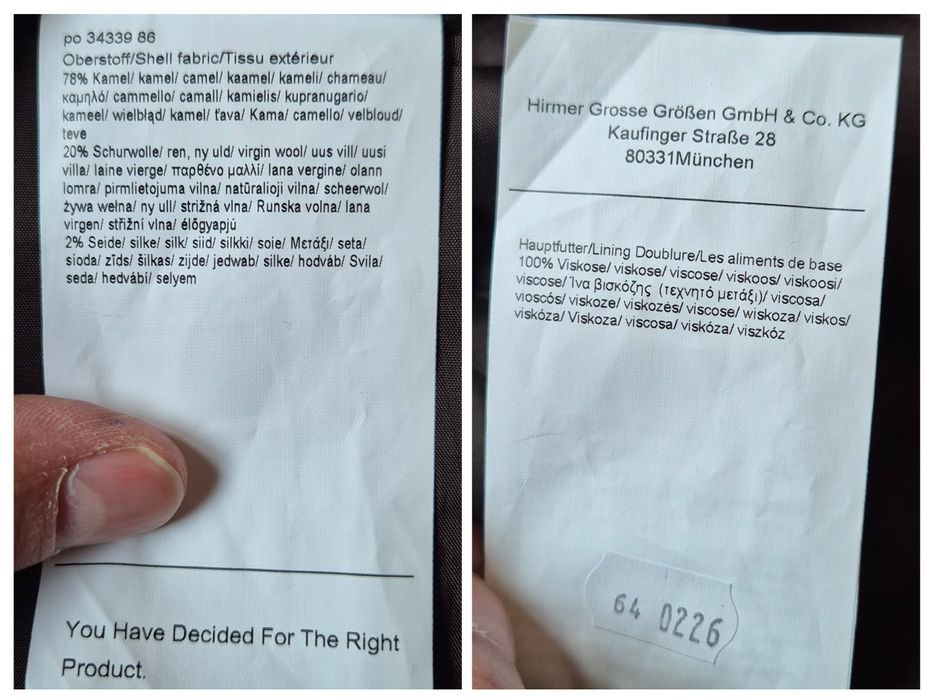 po 34339 86
Oberstoff/Shell fabric/Tissu extérieur
78% Kamel/ kamel/ camel/ kaamel/ kameli/ chameau/
καμηλό/ cammello/ camall/ kamielis/ kupranugario/
kameel/ wielbłąd/ kamel/ ťava/ Kama/ camello/ velbloud/
teve
20% Schurwolle/ ren, ny uld/ virgin wool/ uus vill/ uusi
villa/ laine vierge/ παρθένο μαλλί/ lana vergine/ olann
lomra/ pirmlietojuma vilna/ natūralioji vilna/ scheerwol/
żywa wełna/ ny ull/ strižná vlna/ Runska volna/ lana
virgen/ střižní vlna/ élőgyapjú
2% Seide/ silke/ silk/ siid/ silkki/ soie/ Μετάξι/ seta/
síoda/ zīds/ šilkas/ zijde/ jedwab/ silke/ hodváb/ Svila/
seda/ hedvábí/ selyem
You Have Decided For The Right
Product.
Hirmer Grosse Größen GmbH & Co. KG
Kaufinger Straße 28
80331München
Hauptfutter/Lining Doublure/Les aliments de base
100% Viskose/ viskose/ viscose/ viskoos/ viskoosi/
viscose/ Ίνα βισκόζης (τεχνητό μετάξι)/ viscosa/
vioscós/ viskoze/ viskozės/ viscose/ wiskoza/ viskos/
viskóza/ Viskoza/ viscosa/ viskóza/ viszkóz
64 0226